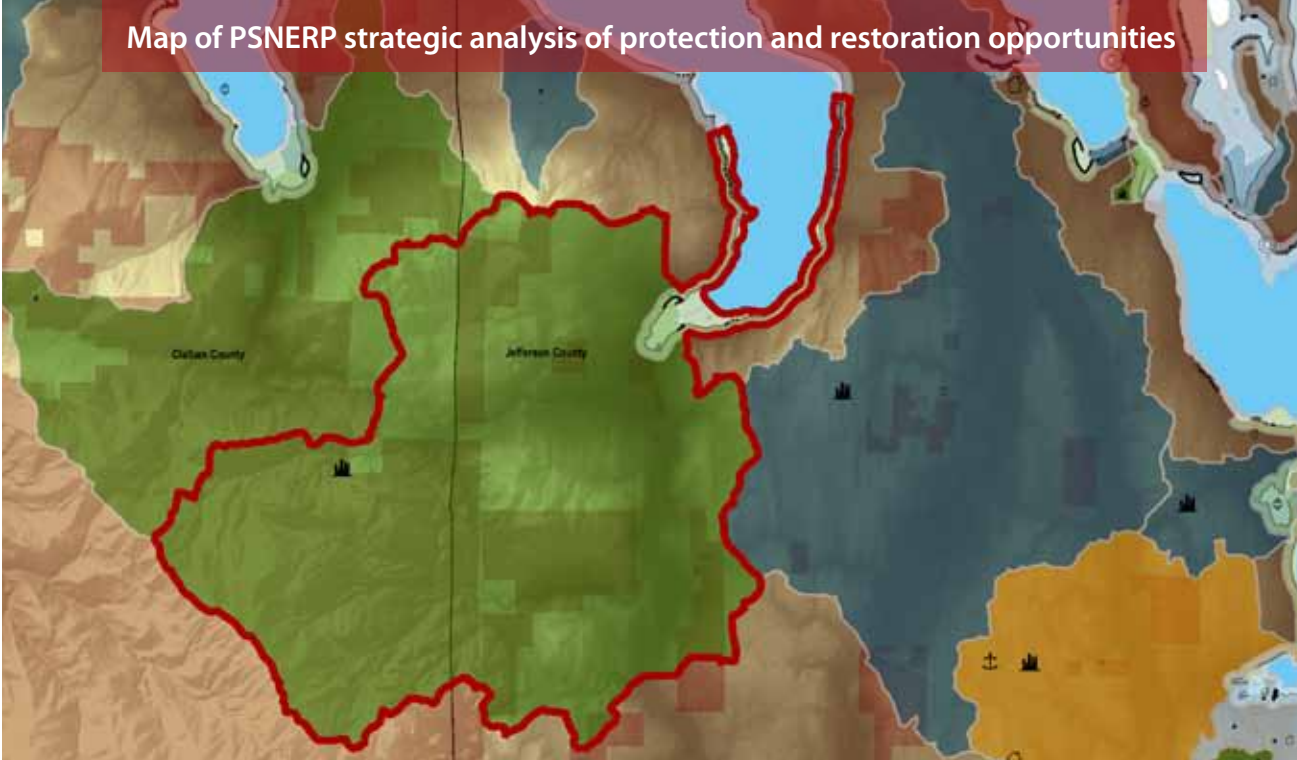 Map of PSNERP strategic analysis of protection and restoration opportunities
Clallam County
Jefferson County